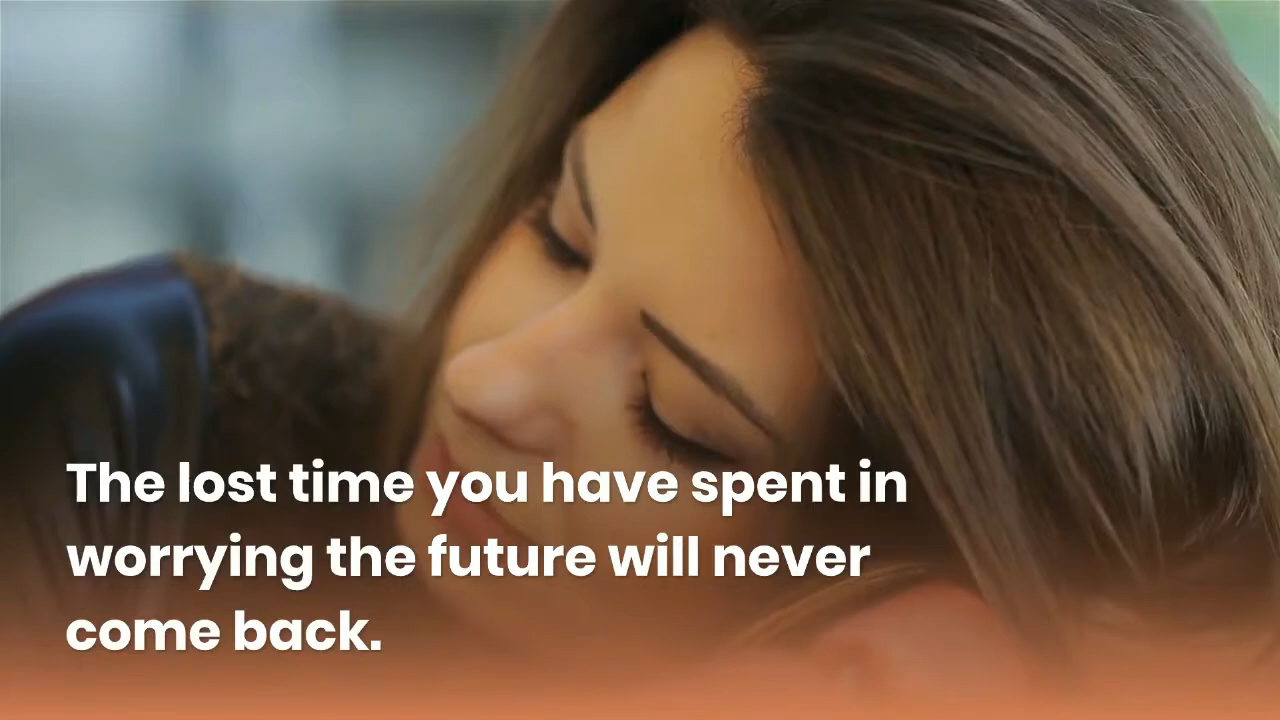 The lost time you have spent in
worrying the future will never
come back.